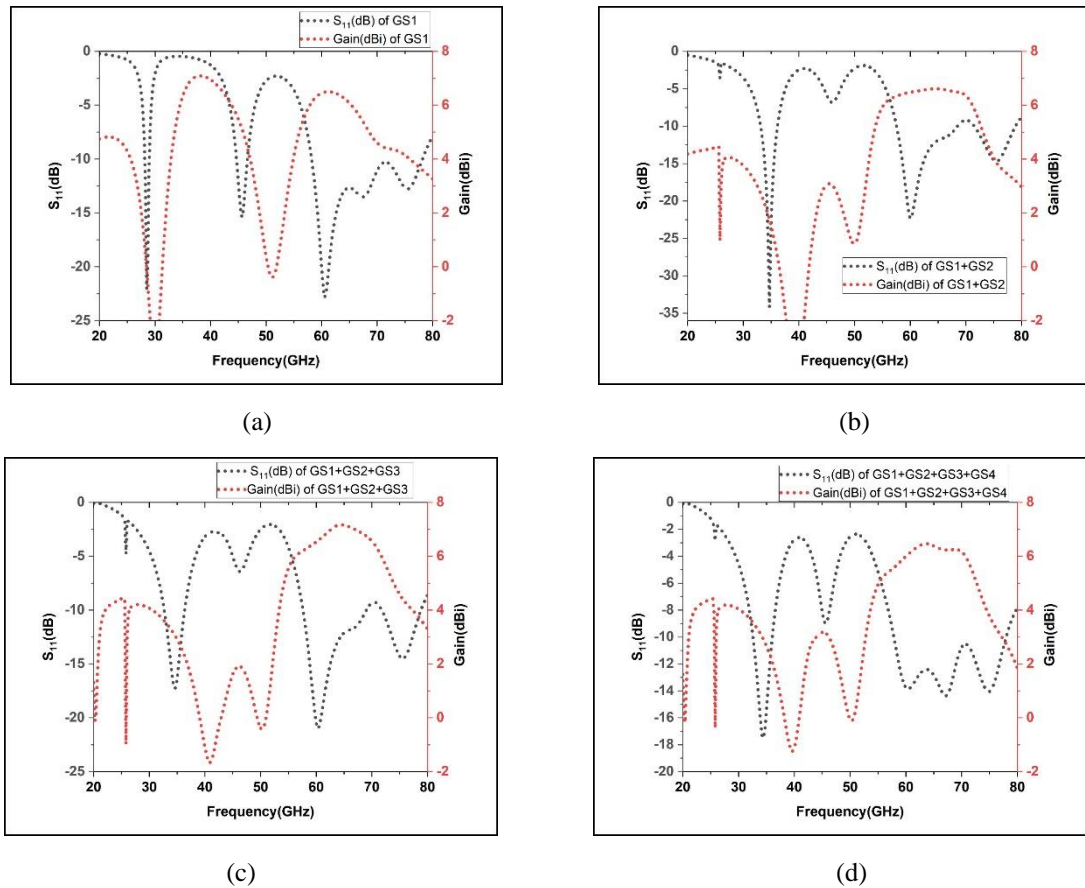 S11(dB) of GS1
Gain(dBi) of GS1
0
-5
-10
-15
-20
-25
8
6
4
2
0
-2
S11(dB)
Gain(dBi)
20 30 40 50 60 70 80
Frequency(GHz)
(a)
0
-5
-10
-15
-20
-25
-30
-35
8
6
4
2
0
-2
S11(dB)
Gain(dBi)
S11(dB) of GS1+GS2
Gain(dBi) of GS1+GS2
20 30 40 50 60 70 80
Frequency(GHz)
(b)
S11(dB) of GS1+GS2+GS3
Gain(dBi) of GS1+GS2+GS3
0
-5
-10
-15
-20
-25
8
6
4
2
0
-2
S11(dB)
Gain(dBi)
20 30 40 50 60 70 80
Frequency(GHz)
(c)
S11(dB) of GS1+GS2+GS3+GS4
Gain(dBi) of GS1+GS2+GS3+GS4
0
-2
-4
-6
-8
-10
-12
-14
-16
-18
-20
8
6
4
2
0
-2
S11(dB)
Gain(dBi)
20 30 40 50 60 70 80
Frequency(GHz)
(d)